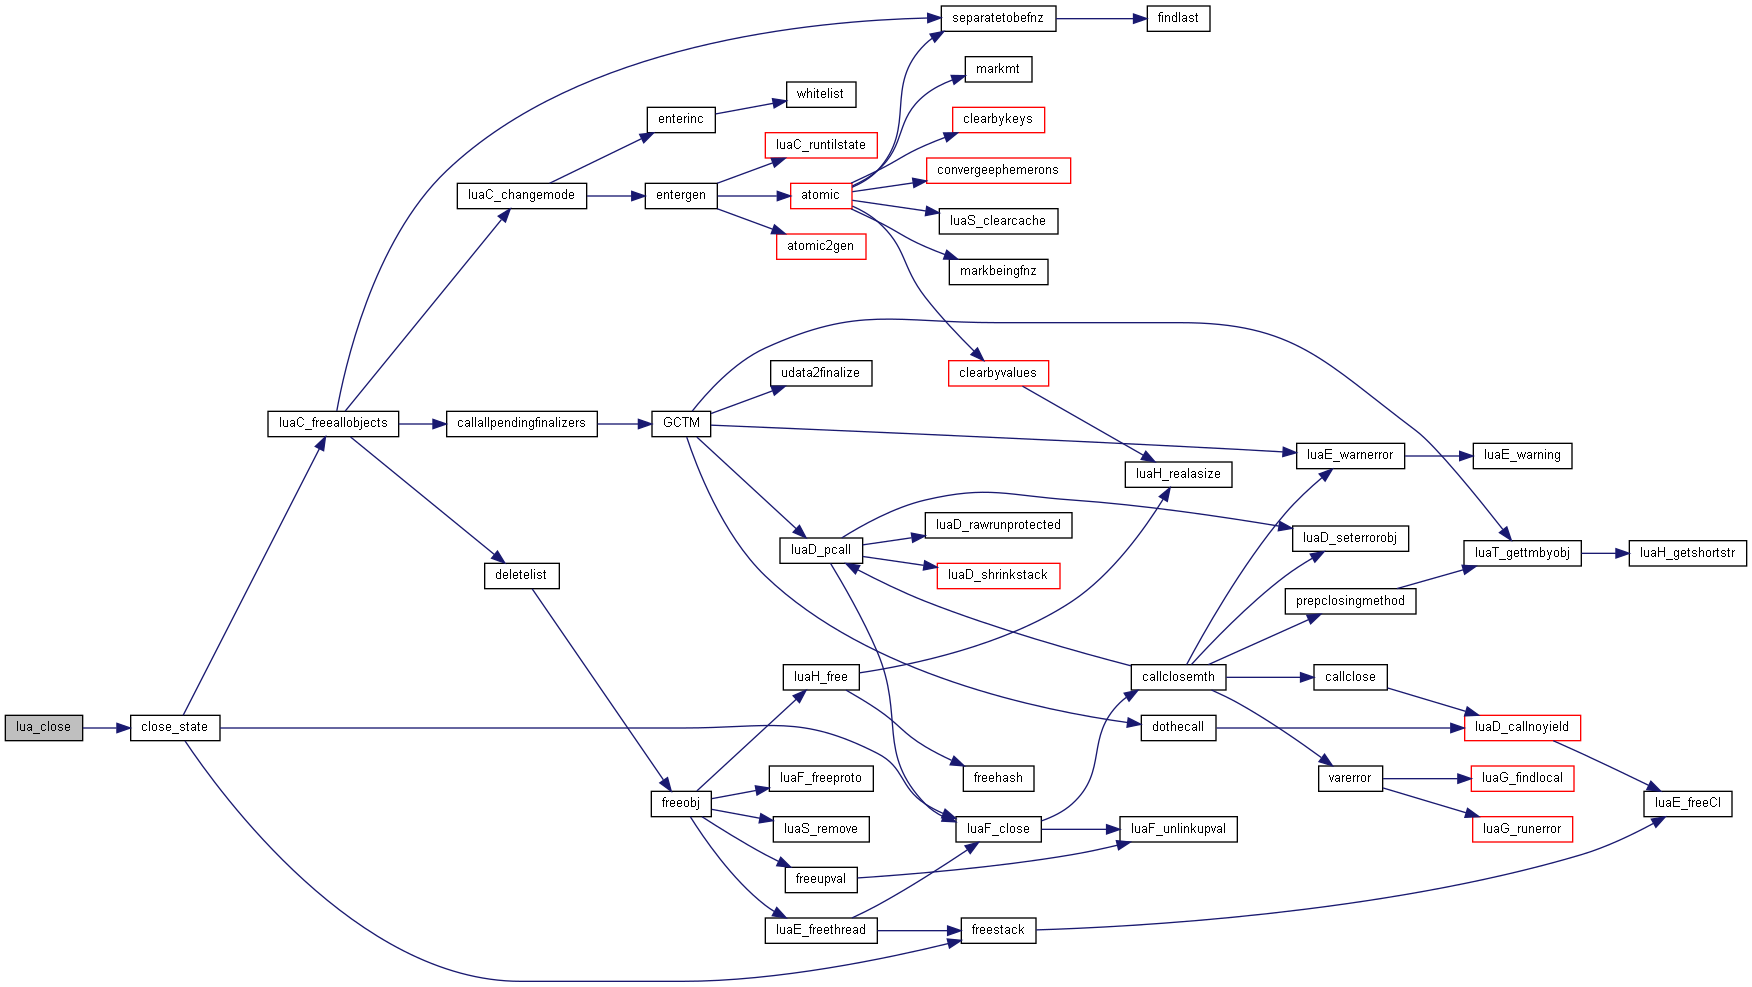 separatetobefnz
findlast
markmt
whitelist
enterinc
clearbykeys
luaC_runtilstate
convergeephemerons
luaC_changemode
entergen
atomic
luaS_clearcache
atomic2gen
markbeingfnz
udata2finalize
clearbyvalues
luaC_freeallobjects
callallpendingfinalizers
GCTM
luaE_warnerror
luaE_warning
luaH_realasize
luaD_rawrunprotected
luaD_seterrorobj
luaD_pcall
luaT_gettmbyobj
luaH_getshortstr
deletelist
luaD_shrinkstack
prepclosingmethod
luaH_free
callclosemth
callclose
lua_close
close_state
dothecall
luaD_callnoyield
luaF_freeproto
freehash
varerror
luaG_findlocal
freeobj
luaE_freeCI
luaS_remove
luaF_close
luaF_unlinkupval
luaG_runerror
freeupval
luaE_freethread
freestack